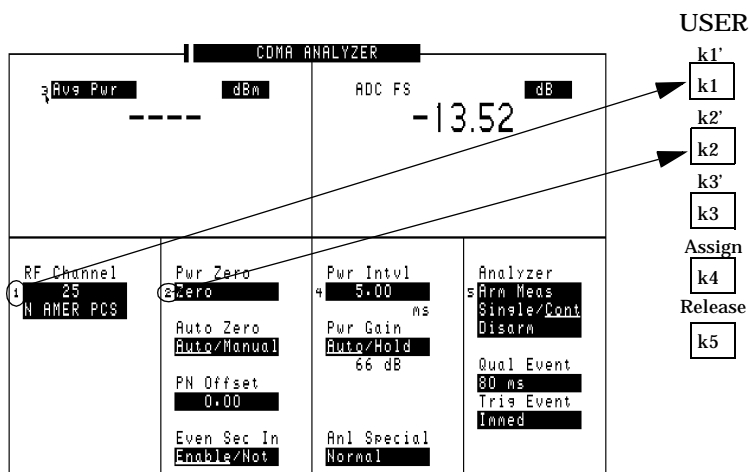 USER
k1'
k1
k2'
k2
k3'
k3
Assign
k4
Release
k5
CDMA ANALYZER
3 Avg Pwr dBm
----
ADC FS dB
-13.52
RF Channel
1 25
N AMER PCS
Pwr Zero
2 Zero
Auto Zero
Auto/Manual
PN Offset
0.00
Even Sec In
Enable/Not
Pwr Intvl
4 5.00
ms
Pwr Gain
Auto/Hold
66 dB
Anl Special
Normal
Analyzer
5 Arm Meas
Single/Cont
Disarm
Qual Event
80 ms
Trig Event
Immed